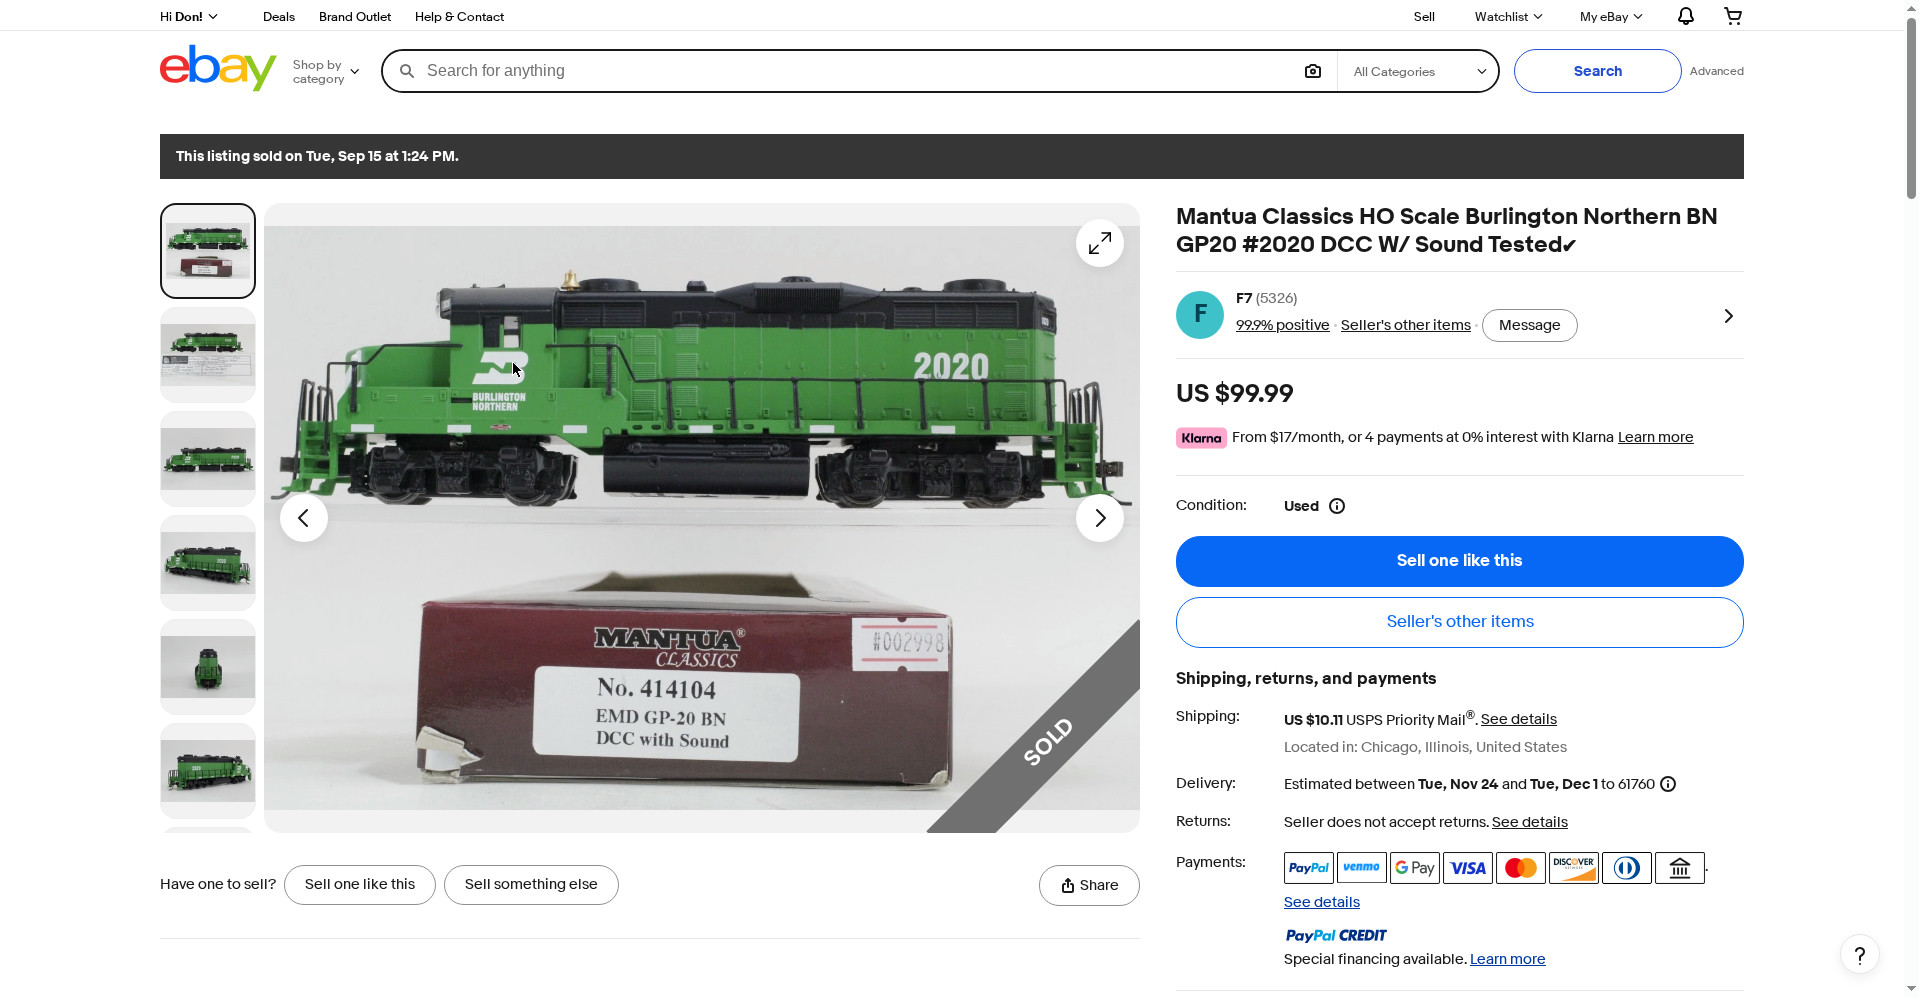 Hi Don!
Deals
Brand Outlet
Help & Contact
Sell
Watchlist
My eBay
ebay
Shop by
category
Search for anything
All Categories
Search
Advanced
This listing sold on Tue, Sep 15 at 1:24 PM.
2020
BURLINGTON
NORTHERN
MANTUA®
CLASSICS
#002998
No. 414104
EMD GP-20 BN
DCC with Sound
SOLD
Have one to sell?
Sell one like this
Sell something else
Share
Mantua Classics HO Scale Burlington Northern BN
GP20 #2020 DCC W/ Sound Tested✔
F
F7 (5326)
99.9% positive · Seller's other items · Message
US $99.99
Klarna From $17/month, or 4 payments at 0% interest with Klarna Learn more
Condition: Used
Sell one like this
Seller's other items
Shipping, returns, and payments
Shipping: US $10.11 USPS Priority Mail®. See details
Located in: Chicago, Illinois, United States
Delivery: Estimated between Tue, Nov 24 and Tue, Dec 1 to 61760
Returns: Seller does not accept returns. See details
Payments: PayPal venmo G Pay VISA DISCOVER .
See details
PayPal CREDIT
Special financing available. Learn more
?